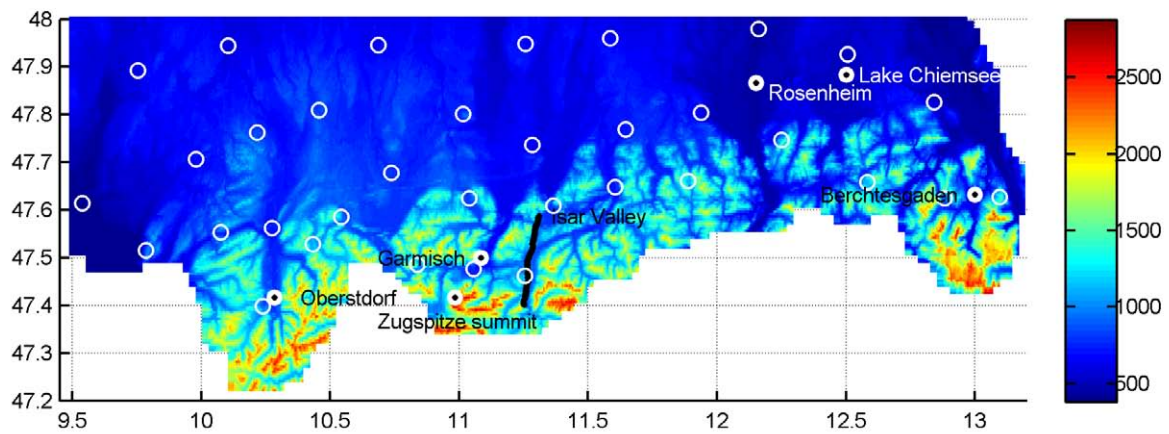 48
47.9
47.8
47.7
47.6
47.5
47.4
47.3
47.2
9.5 10 10.5 11 11.5 12 12.5 13
Lake Chiemsee
Rosenheim
Berchtesgaden
Isar Valley
Garmisch
Oberstdorf
Zugspitze summit
2500
2000
1500
1000
500